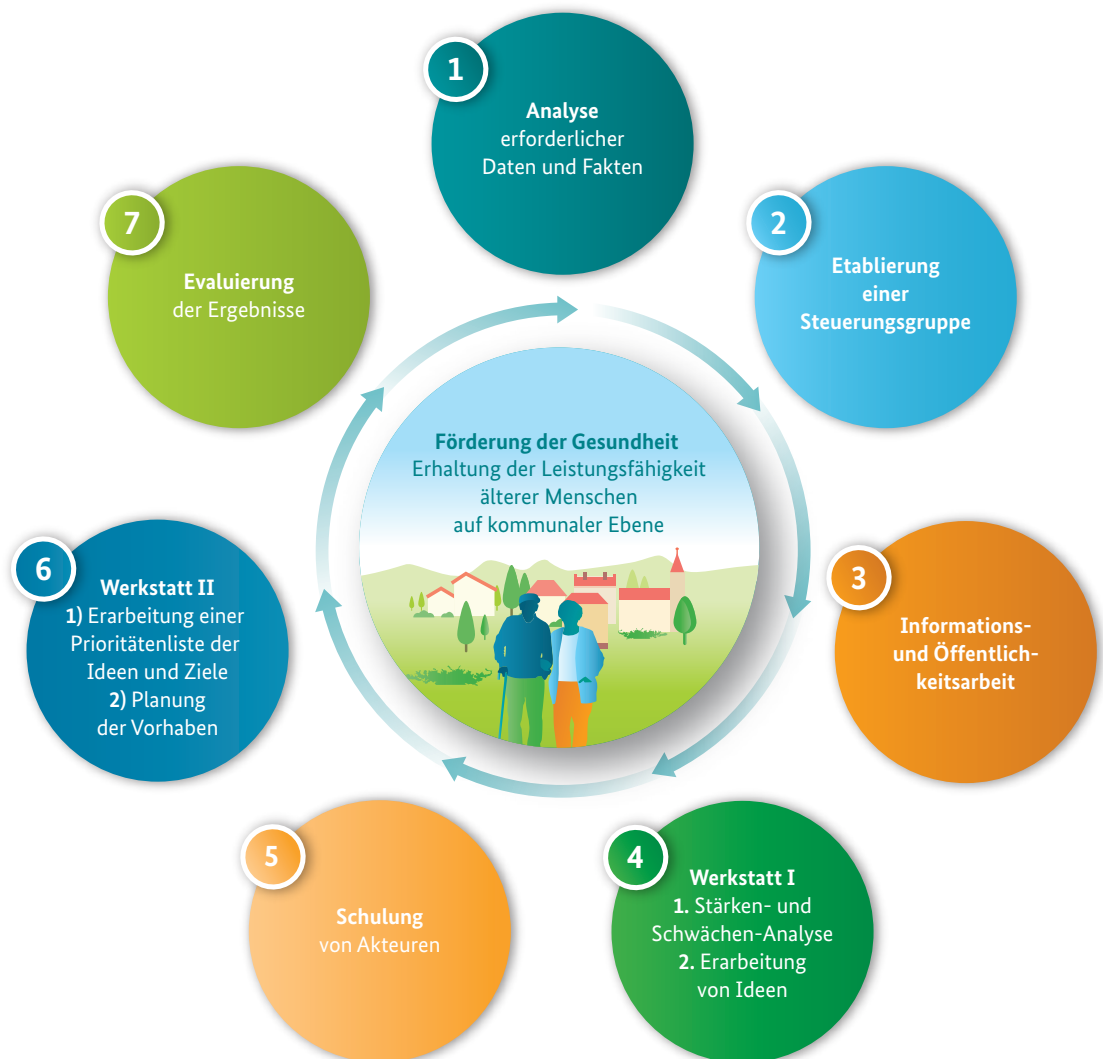 1
Analyse
erforderlicher
Daten und Fakten
2
Etablierung
einer
Steuerungsgruppe
3
Informations-
und Öffentlich-
keitsarbeit
4
Werkstatt I
1. Stärken- und
Schwächen-Analyse
2. Erarbeitung
von Ideen
5
Schulung
von Akteuren
6
Werkstatt II
1) Erarbeitung einer
Prioritätenliste der
Ideen und Ziele
2) Planung
der Vorhaben
7
Evaluierung
der Ergebnisse
Förderung der Gesundheit
Erhaltung der Leistungsfähigkeit
älterer Menschen
auf kommunaler Ebene